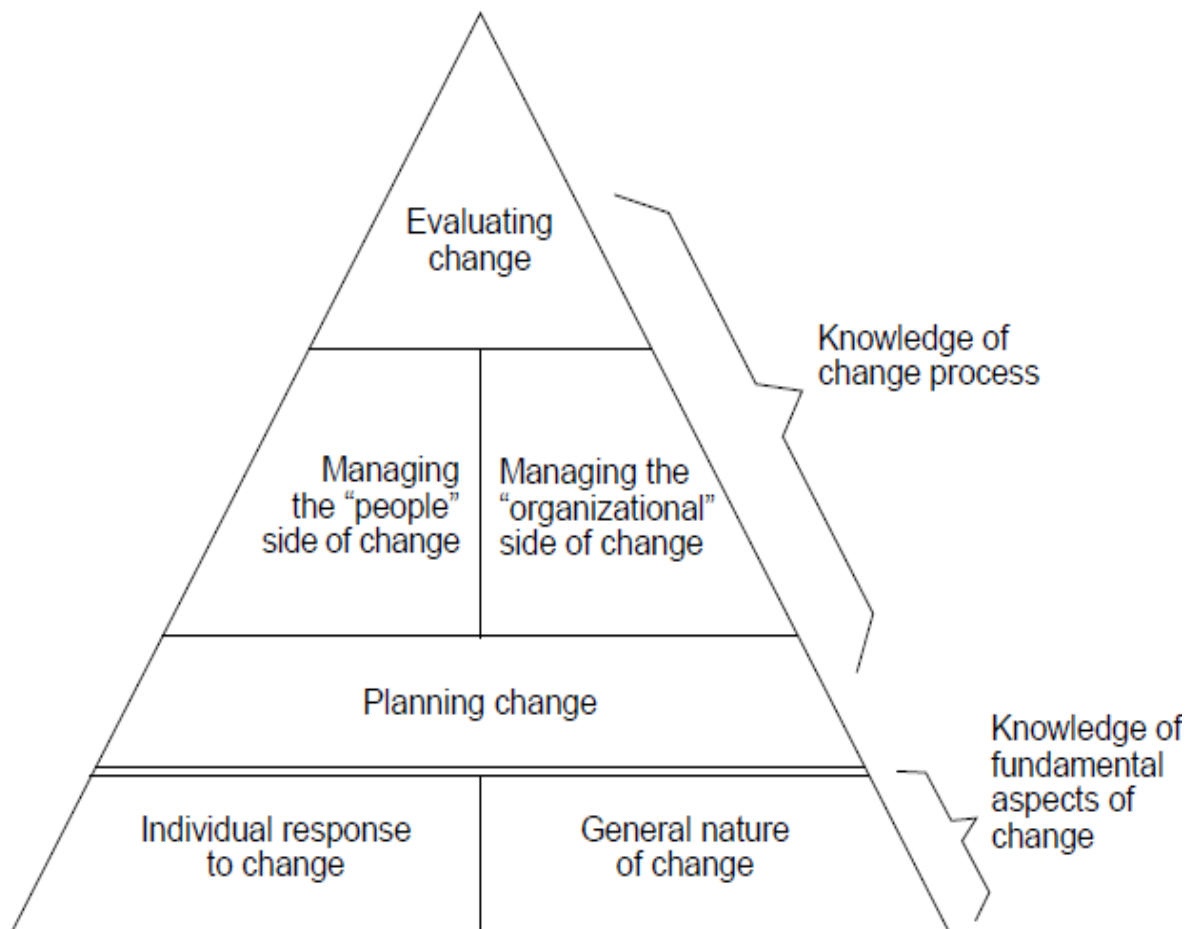 Evaluating
change
Knowledge of
change process
Managing
the “people”
side of change
Managing the
“organizational”
side of change
Planning change
Knowledge of
fundamental
aspects of
change
Individual response
to change
General nature
of change